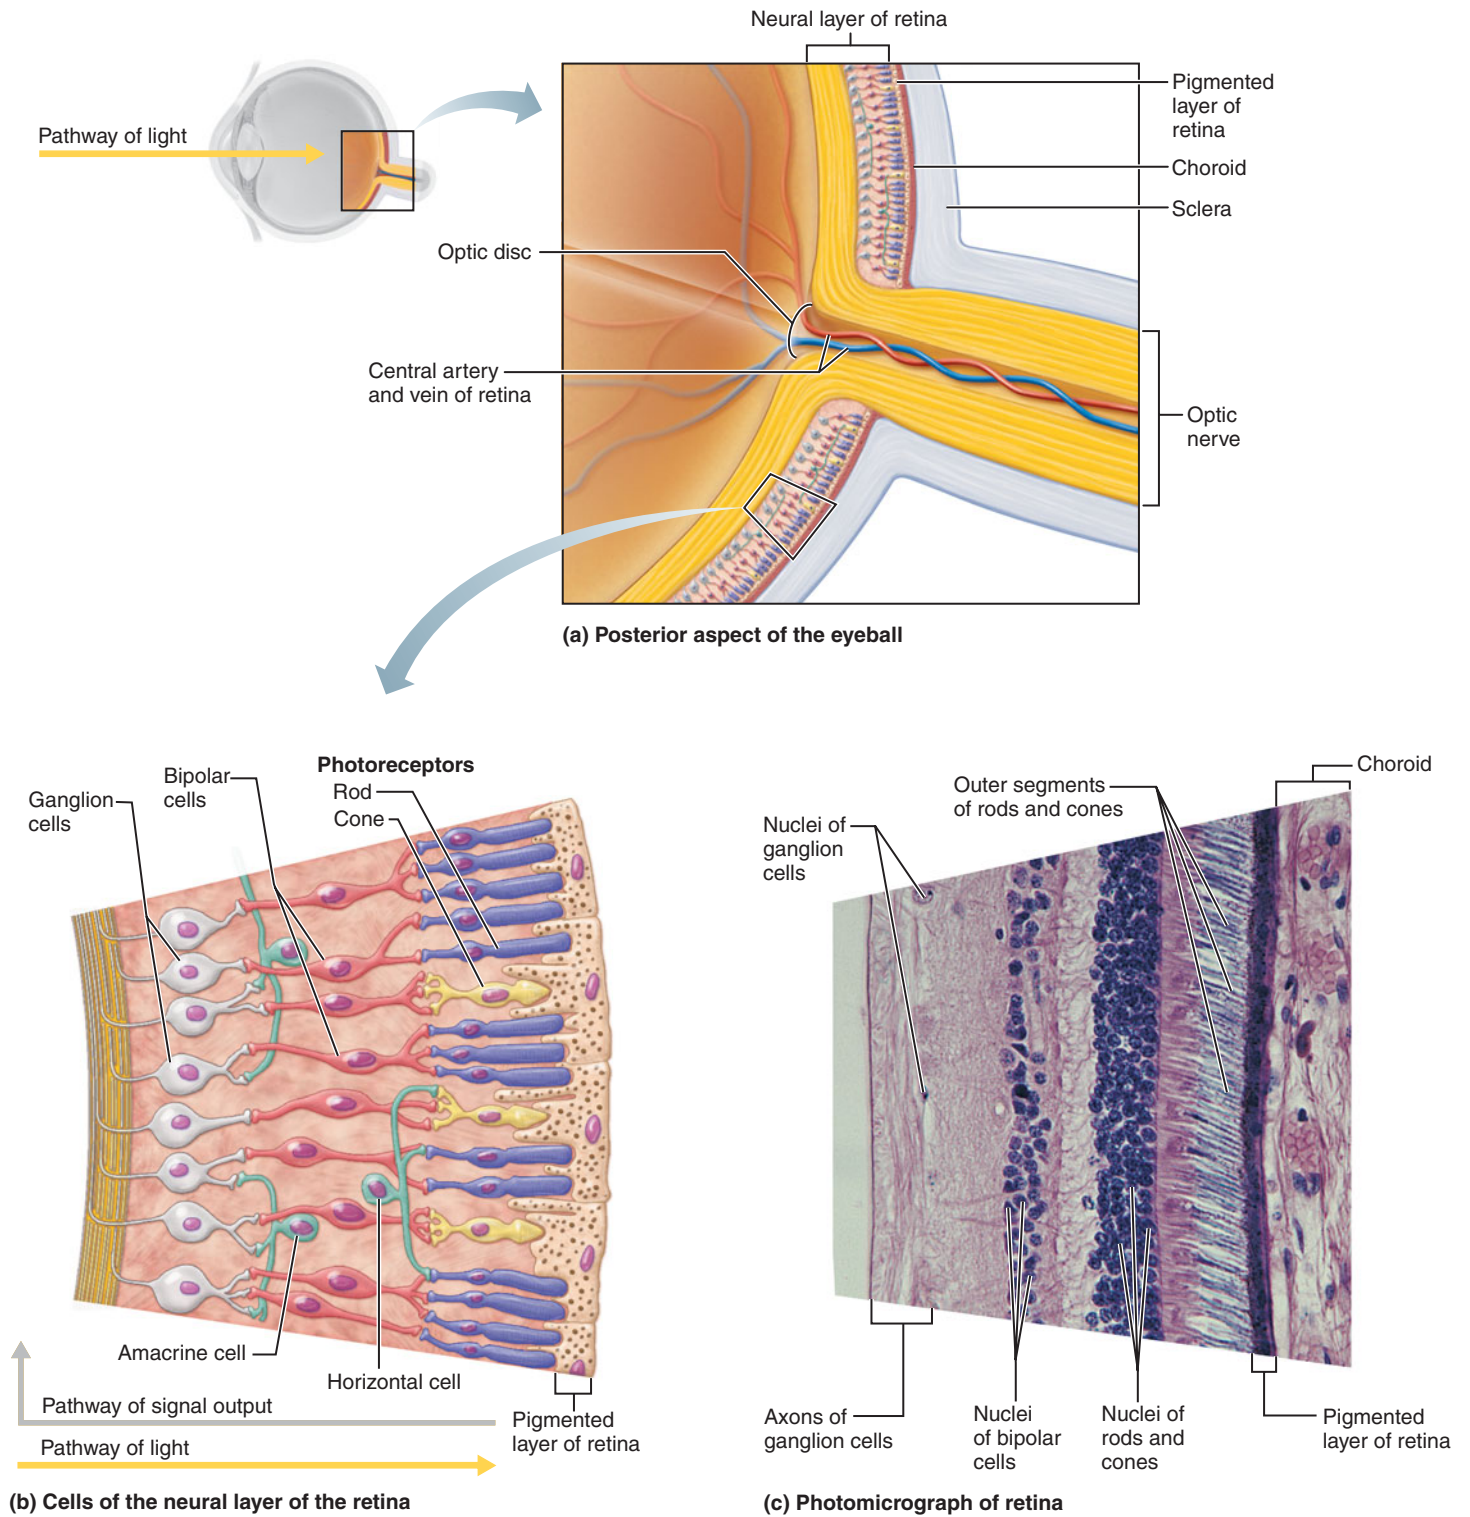 Neural layer of retina
Pigmented
layer of
retina
Pathway of light
Choroid
Sclera
Optic disc
Central artery
and vein of retina
Optic
nerve
(a) Posterior aspect of the eyeball
Photoreceptors
Rod
Cone
Bipolar
cells
Ganglion
cells
Amacrine cell
Horizontal cell
Pathway of signal output
Pathway of light
Pigmented
layer of retina
(b) Cells of the neural layer of the retina
Choroid
Outer segments
of rods and cones
Nuclei of
ganglion
cells
Axons of
ganglion cells
Nuclei
of bipolar
cells
Nuclei of
rods and
cones
Pigmented
layer of retina
(c) Photomicrograph of retina